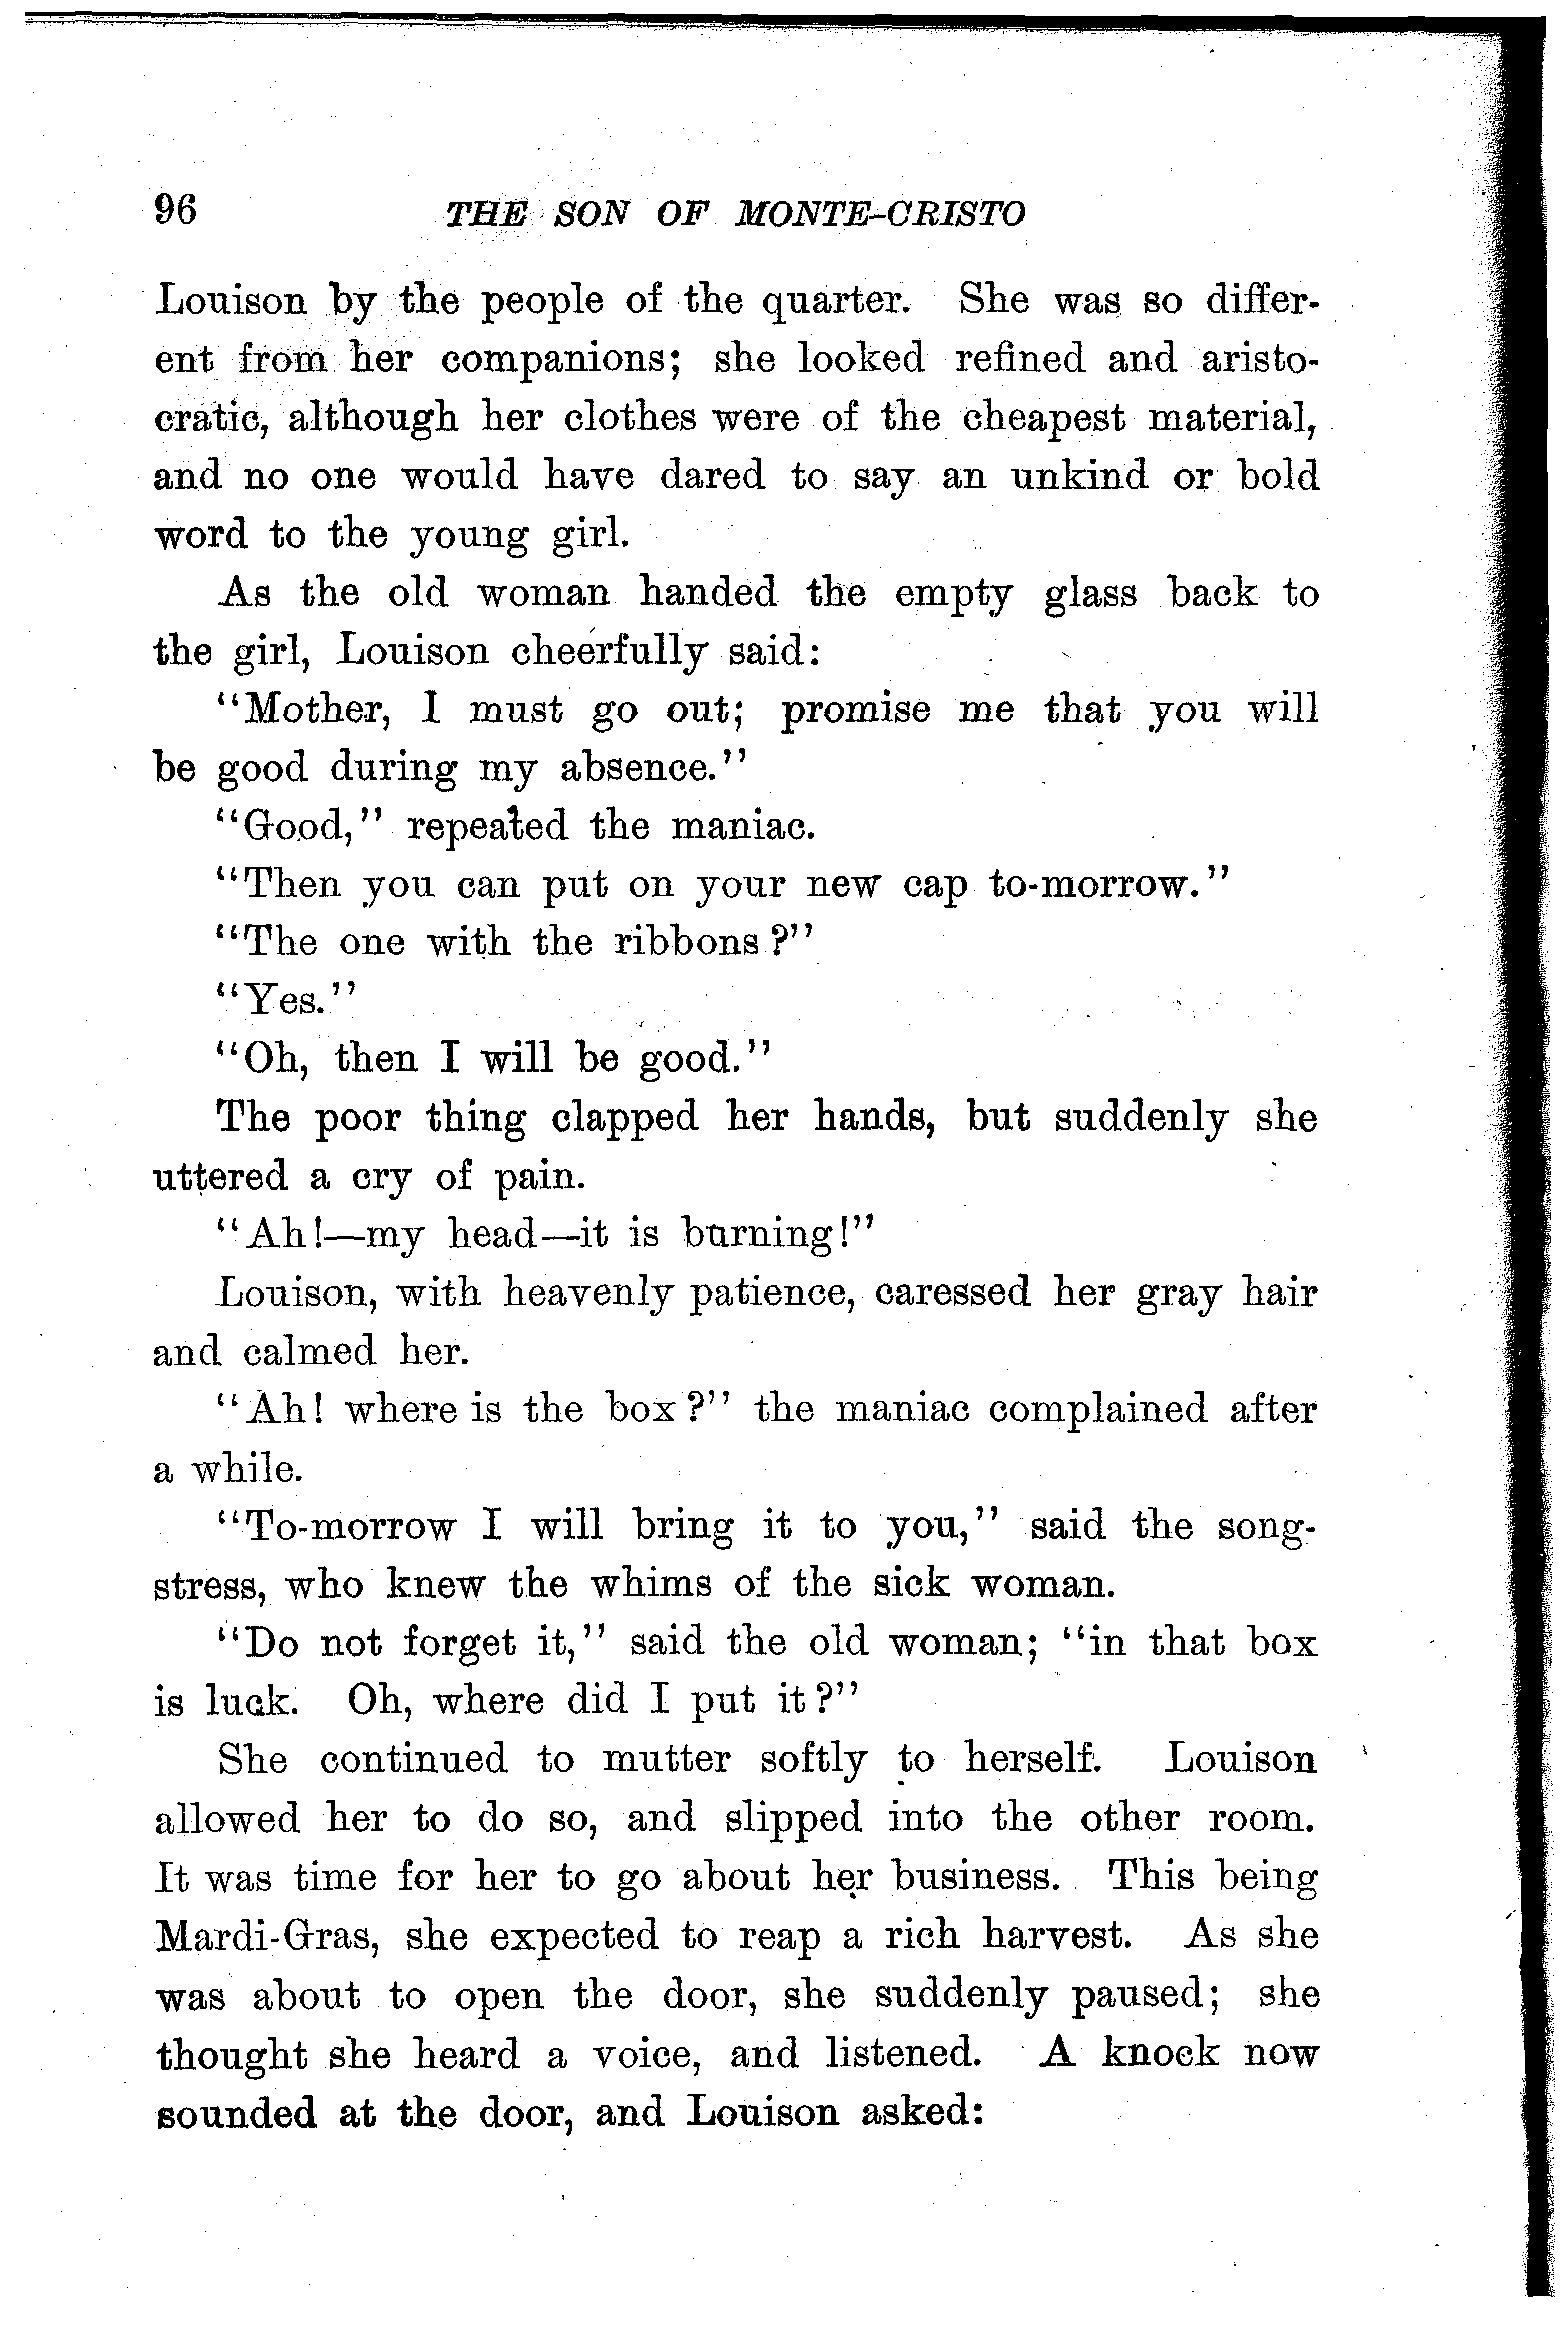 96 THE SON OF MONTE-CRISTO
Louison by the people of the quarter. She was so differ-
ent from her companions; she looked refined and aristo-
cratic, although her clothes were of the cheapest material,
and no one would have dared to say an unkind or bold
word to the young girl.
As the old woman handed the empty glass back to
the girl, Louison cheerfully said:
"Mother, I must go out; promise me that you will
be good during my absence."
"Good," repeated the maniac.
"Then you can put on your new cap to-morrow."
"The one with the ribbons?"
"Yes."
"Oh, then I will be good."
The poor thing clapped her hands, but suddenly she
uttered a cry of pain.
"Ah!—my head—it is burning!"
Louison, with heavenly patience, caressed her gray hair
and calmed her.
"Ah! where is the box?" the maniac complained after
a while.
"To-morrow I will bring it to you," said the song-
stress, who knew the whims of the sick woman.
"Do not forget it," said the old woman; "in that box
is luck. Oh, where did I put it?"
She continued to mutter softly to herself. Louison
allowed her to do so, and slipped into the other room.
It was time for her to go about her business. This being
Mardi-Gras, she expected to reap a rich harvest. As she
was about to open the door, she suddenly paused; she
thought she heard a voice, and listened. A knock now
sounded at the door, and Louison asked: